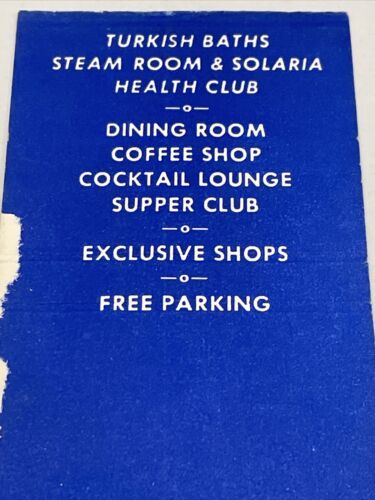 TURKISH BATHS
STEAM ROOM & SOLARIA
HEALTH CLUB
—o—
DINING ROOM
COFFEE SHOP
COCKTAIL LOUNGE
SUPPER CLUB
—o—
EXCLUSIVE SHOPS
—o—
FREE PARKING